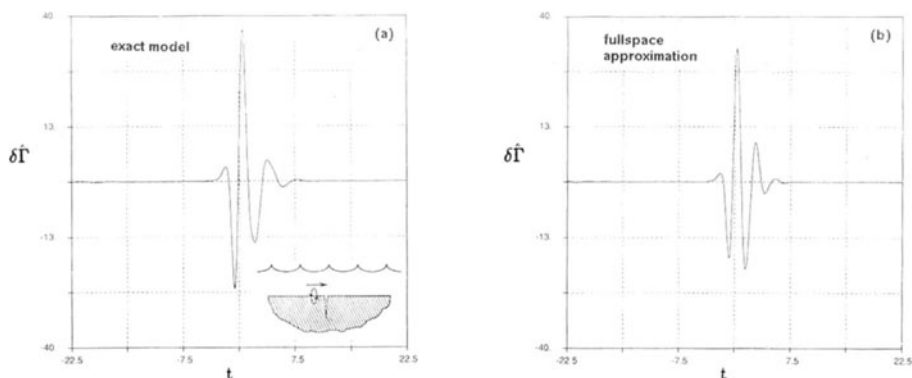 40
(a)
exact model
13.
δΓ̂
-13
-40.
-22.5
-7.5
7.5
22.5
t
40
(b)
fullspace
approximation
13.
δΓ̂
-13
-40
-22.5
-7.5
7.5
22.5
t